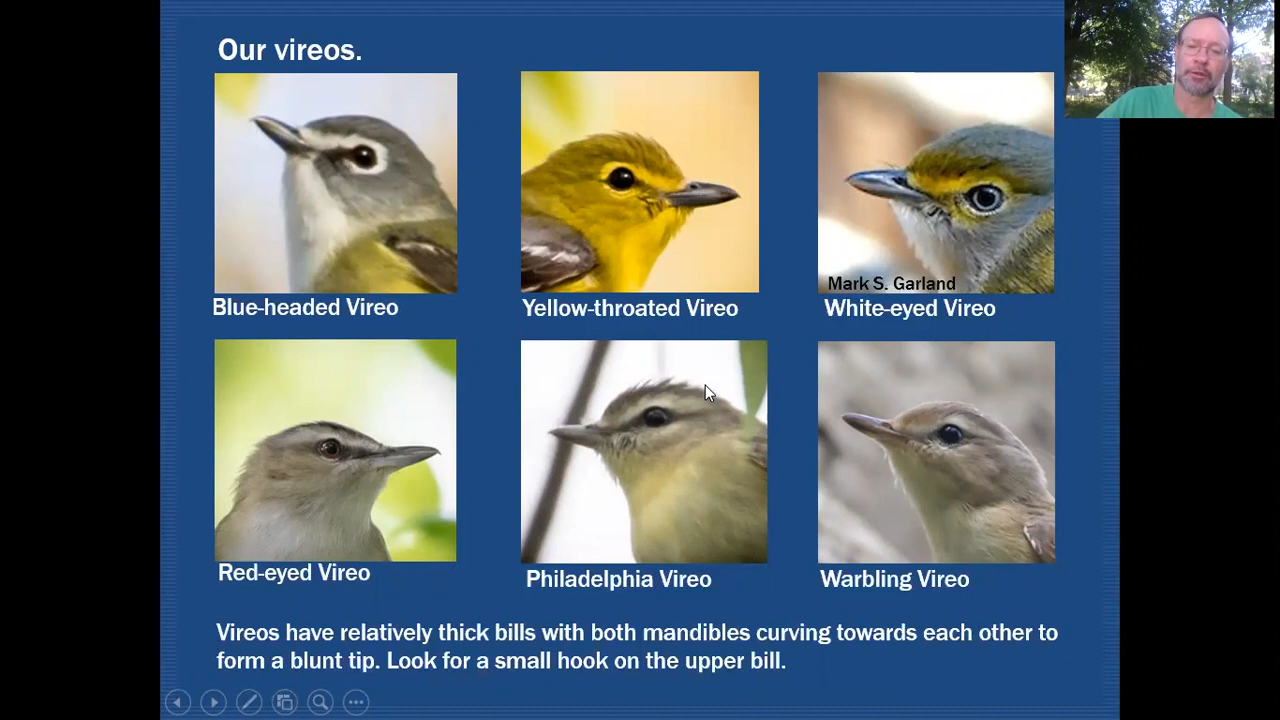 Our vireos.
Mark S. Garland
Blue-headed Vireo
Yellow-throated Vireo
White-eyed Vireo
Red-eyed Vireo
Philadelphia Vireo
Warbling Vireo
Vireos have relatively thick bills with both mandibles curving towards each other to
form a blunt tip. Look for a small hook on the upper bill.